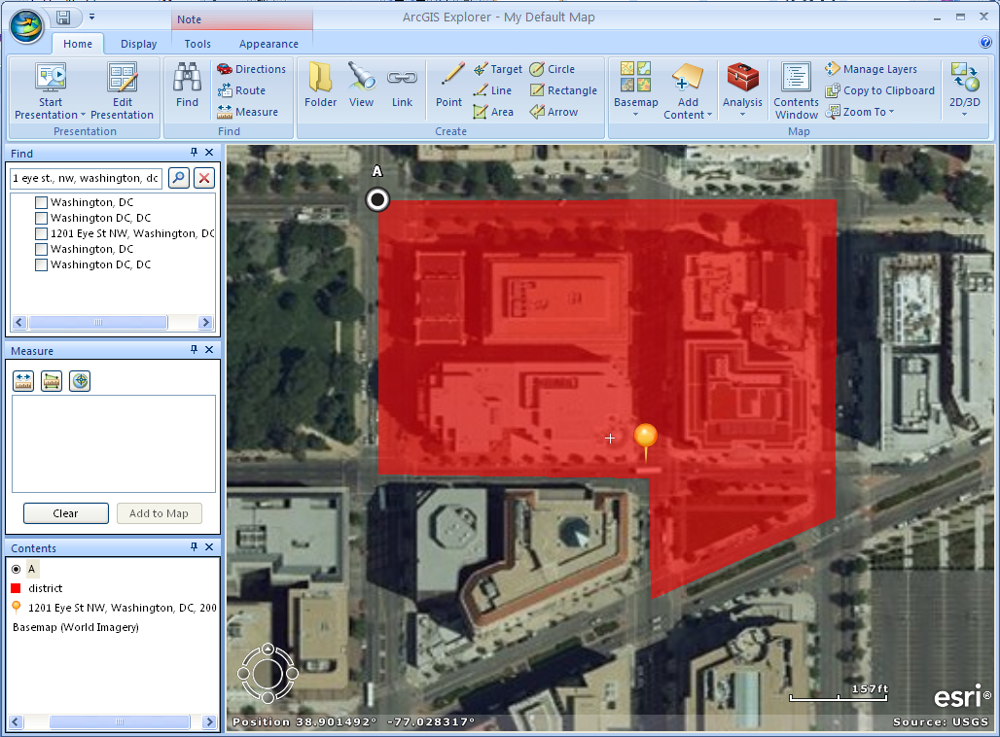 Note
ArcGIS Explorer - My Default Map
Home
Display
Tools
Appearance
Start Presentation
Edit Presentation
Presentation
Find
Directions
Route
Measure
Find
Folder
View
Link
Point
Target
Line
Area
Circle
Rectangle
Arrow
Create
Basemap
Add Content
Analysis
Contents Window
Manage Layers
Copy to Clipboard
Zoom To
Map
2D/3D
Find
1 eye st., nw, washington, dc
Washington, DC
Washington DC, DC
1201 Eye St NW, Washington, DC
Washington, DC
Washington DC, DC
Measure
Clear
Add to Map
Contents
A
district
1201 Eye St NW, Washington, DC, 200
Basemap (World Imagery)
A
157ft
esri®
Position 38.901492° -77.028317°
Source: USGS